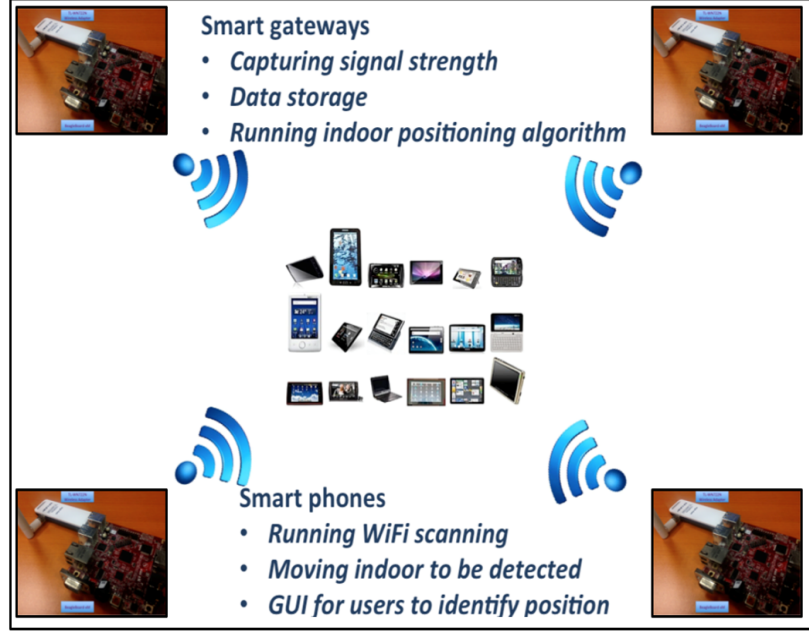 Smart gateways
• Capturing signal strength
• Data storage
• Running indoor positioning algorithm
Smart phones
• Running WiFi scanning
• Moving indoor to be detected
• GUI for users to identify position